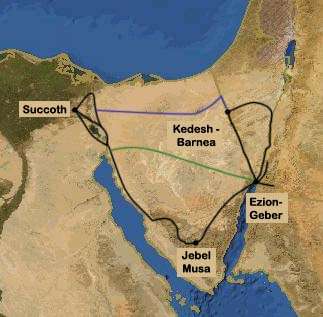 Succoth
Kedesh -
Barnea
Ezion-
Geber
Jebel
Musa